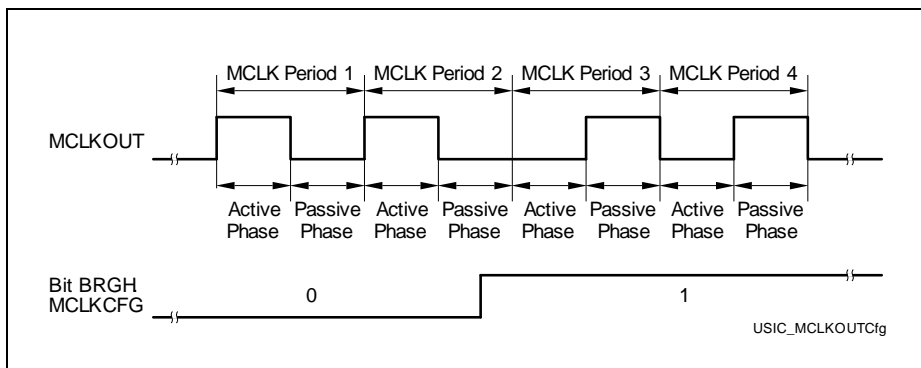 MCLK Period 1 MCLK Period 2 MCLK Period 3 MCLK Period 4
MCLKOUT
Active Passive Active Passive Active Passive Active Passive
Phase Phase Phase Phase Phase Phase Phase Phase
Bit BRGH
MCLKCFG
0 1
USIC_MCLKOUTCfg